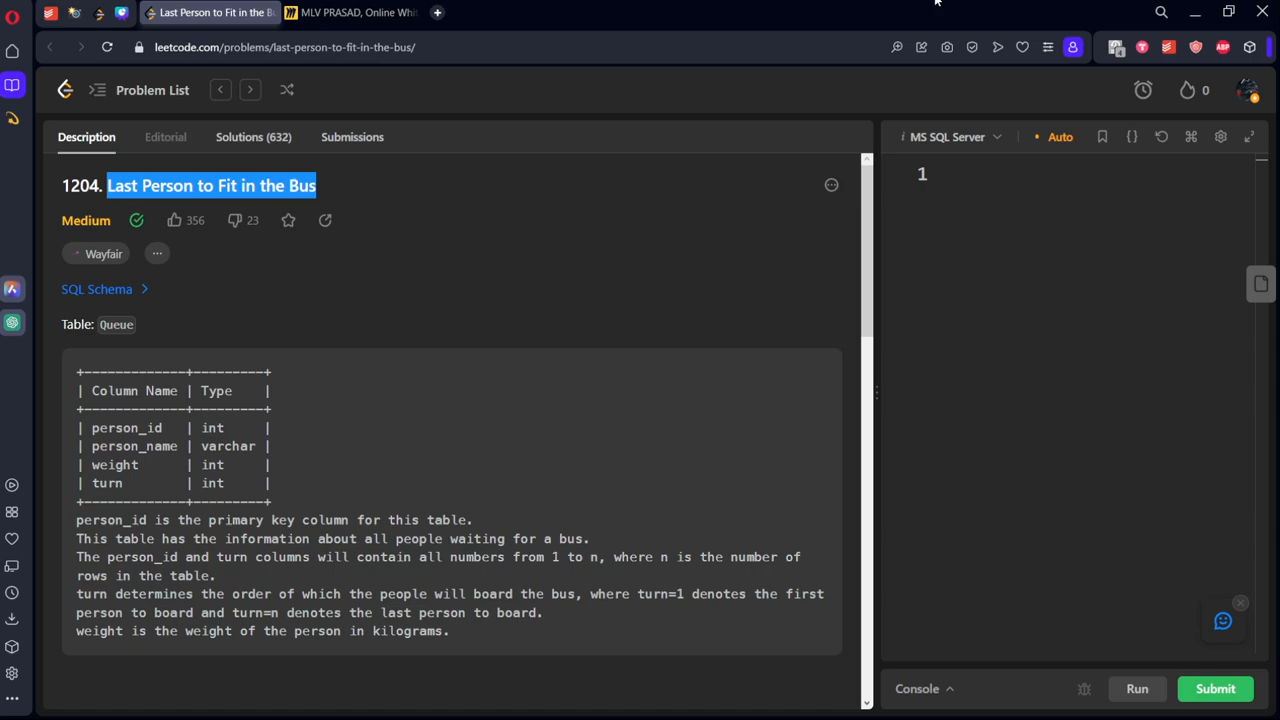 Last Person to Fit in the Bu
MLV PRASAD, Online Whit
leetcode.com/problems/last-person-to-fit-in-the-bus/
4
ABP
Problem List
0
Description
Editorial
Solutions (632)
Submissions
i MS SQL Server
• Auto
1204. Last Person to Fit in the Bus
1
Medium
356
23
Wayfair
...
SQL Schema >
Table: Queue
+-------------+---------+
| Column Name | Type    |
+-------------+---------+
| person_id   | int     |
| person_name | varchar |
| weight      | int     |
| turn        | int     |
+-------------+---------+
person_id is the primary key column for this table.
This table has the information about all people waiting for a bus.
The person_id and turn columns will contain all numbers from 1 to n, where n is the number of
rows in the table.
turn determines the order of which the people will board the bus, where turn=1 denotes the first
person to board and turn=n denotes the last person to board.
weight is the weight of the person in kilograms.
Console
Run
Submit